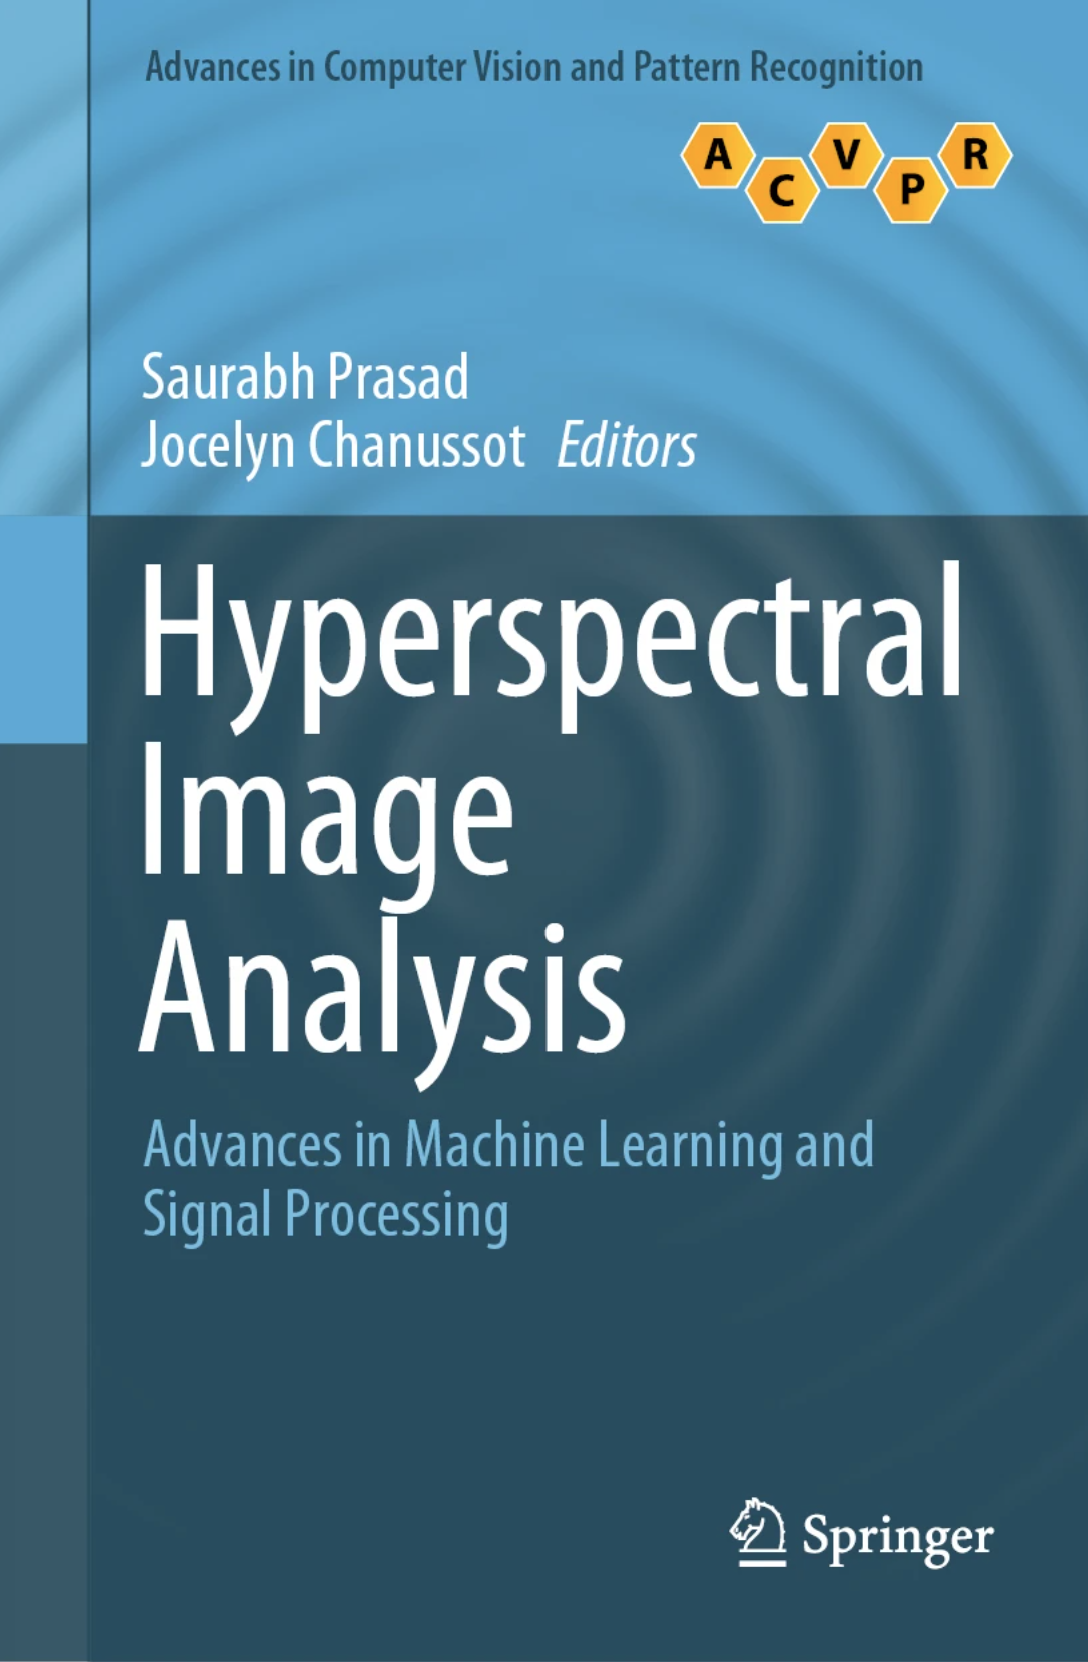 Advances in Computer Vision and Pattern Recognition
A C V P R
Saurabh Prasad
Jocelyn Chanussot Editors
Hyperspectral
Image
Analysis
Advances in Machine Learning and
Signal Processing
Springer